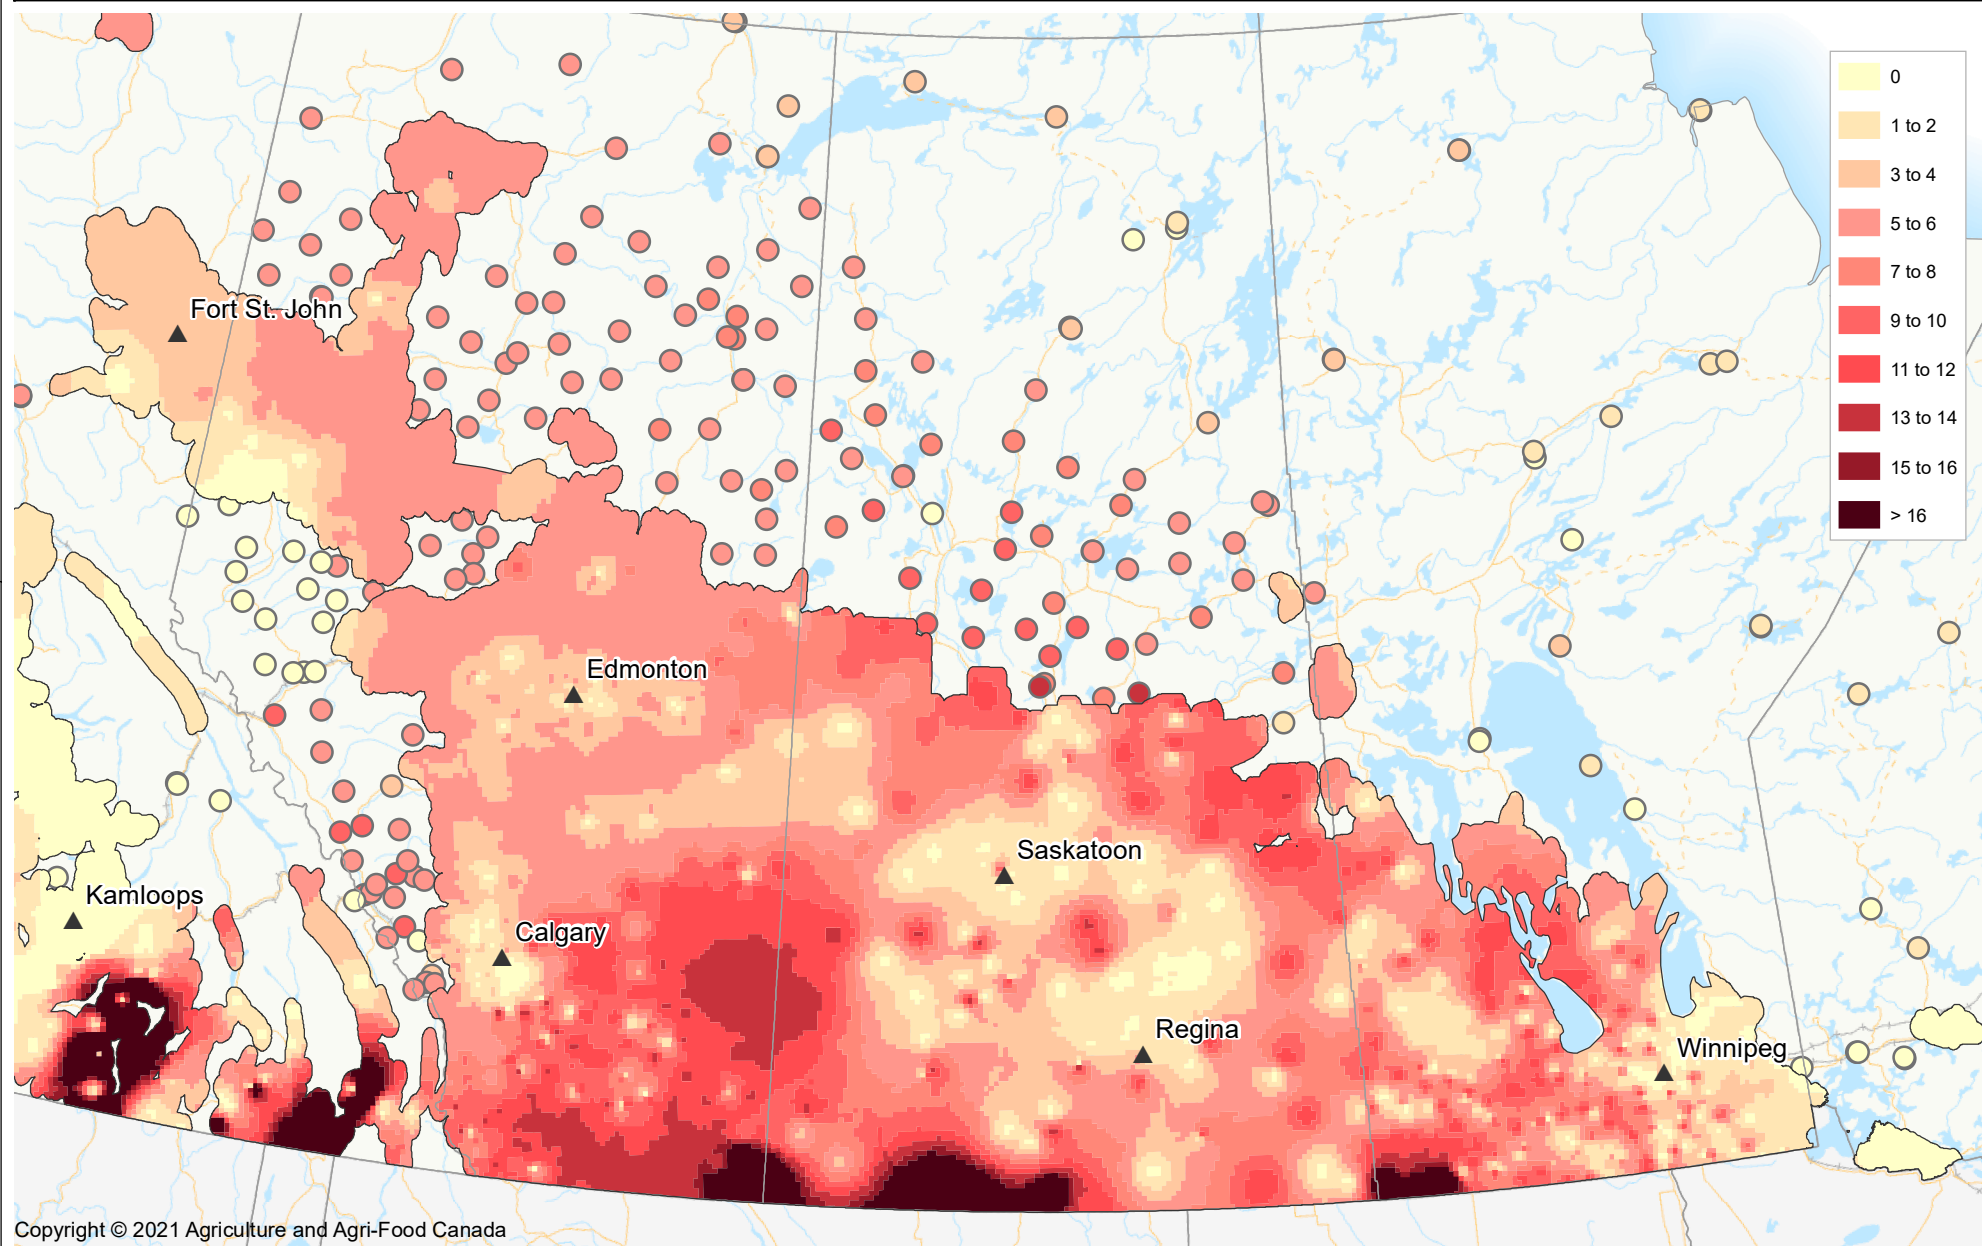 0
1 to 2
3 to 4
5 to 6
7 to 8
9 to 10
11 to 12
13 to 14
15 to 16
> 16
Fort St. John
Edmonton
Saskatoon
Kamloops
Calgary
Regina
Winnipeg
Copyright © 2021 Agriculture and Agri-Food Canada